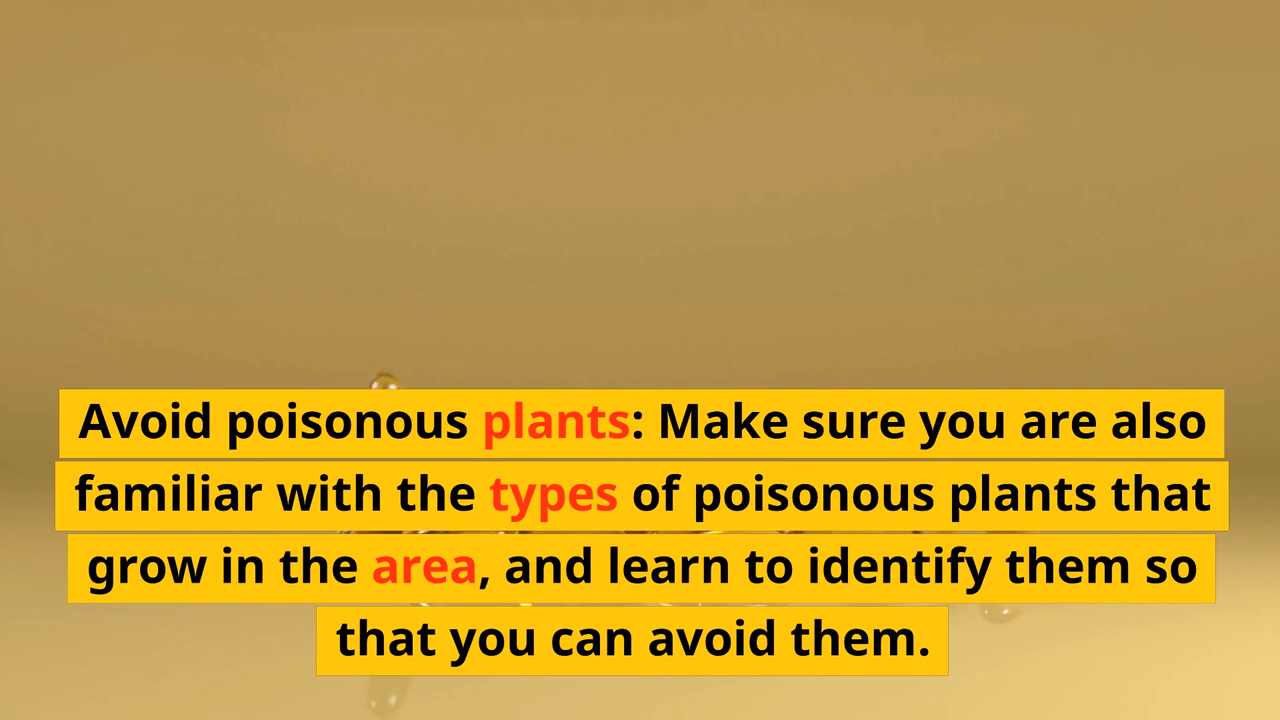 Avoid poisonous plants: Make sure you are also
familiar with the types of poisonous plants that
grow in the area, and learn to identify them so
that you can avoid them.